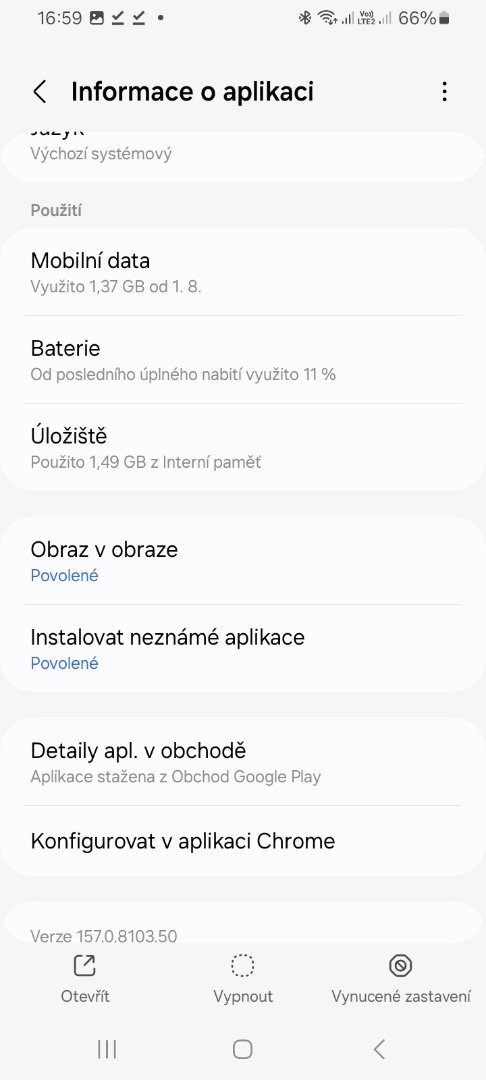 16:59
Vo)) LTE2
66%
Informace o aplikaci
Jazyk
Výchozí systémový
Použití
Mobilní data
Využito 1,37 GB od 1. 8.
Baterie
Od posledního úplného nabití využito 11 %
Úložiště
Použito 1,49 GB z Interní paměť
Obraz v obraze
Povolené
Instalovat neznámé aplikace
Povolené
Detaily apl. v obchodě
Aplikace stažena z Obchod Google Play
Konfigurovat v aplikaci Chrome
Verze 157.0.8103.50
Otevřít
Vypnout
Vynucené zastavení